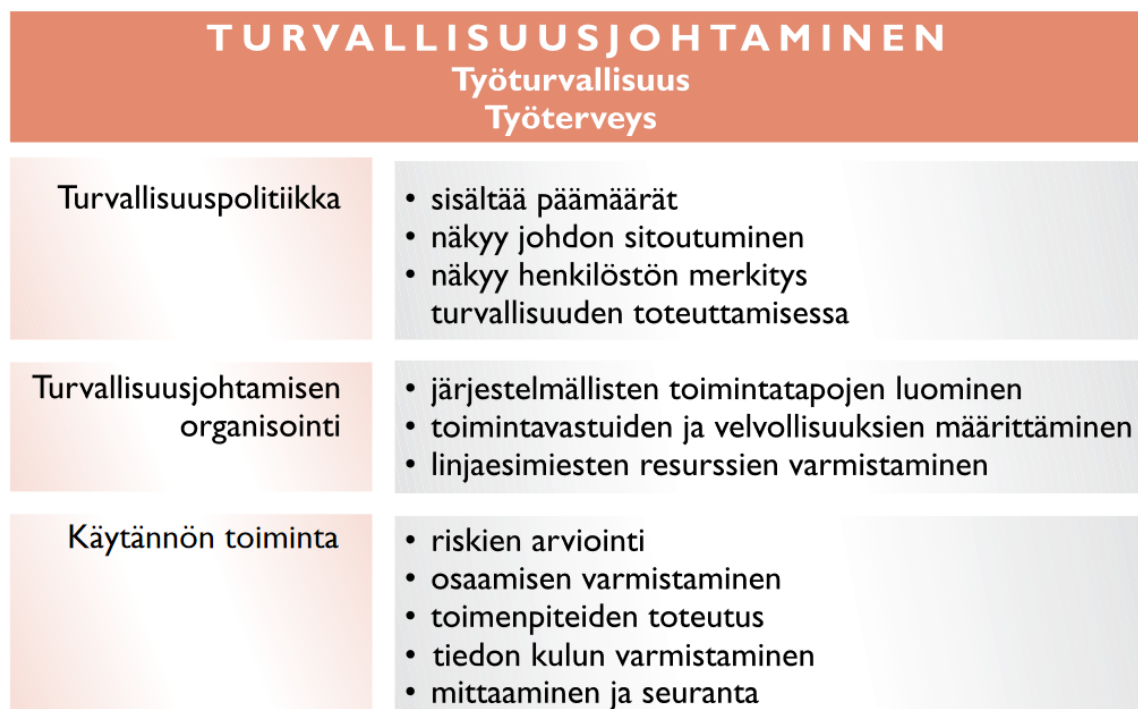 TURVALLISUUSJOHTAMINEN
Työturvallisuus
Työterveys
Turvallisuuspolitiikka
• sisältää päämäärät
• näkyy johdon sitoutuminen
• näkyy henkilöstön merkitys
turvallisuuden toteuttamisessa
Turvallisuusjohtamisen
organisointi
• järjestelmällisten toimintatapojen luominen
• toimintavastuiden ja velvollisuuksien määrittäminen
• linjaesimiesten resurssien varmistaminen
Käytännön toiminta
• riskien arviointi
• osaamisen varmistaminen
• toimenpiteiden toteutus
• tiedon kulun varmistaminen
• mittaaminen ja seuranta